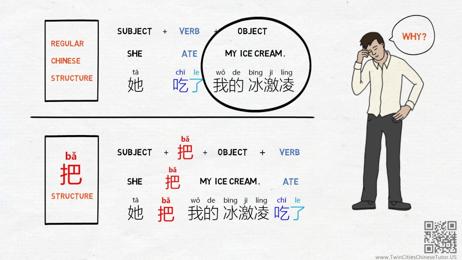 REGULAR
CHINESE
STRUCTURE
SUBJECT + VERB + OBJECT
SHE ATE MY ICE CREAM.
tā chī le wǒ de bīng jī líng
她 吃了 我的 冰激凌
WHY?
bǎ
把
STRUCTURE
bǎ
SUBJECT + 把 + OBJECT + VERB
bǎ
SHE 把 MY ICE CREAM. ATE
tā bǎ wǒ de bīng jī líng chī le
她 把 我的 冰激凌 吃了
www.TwinCitiesChineseTutor.US